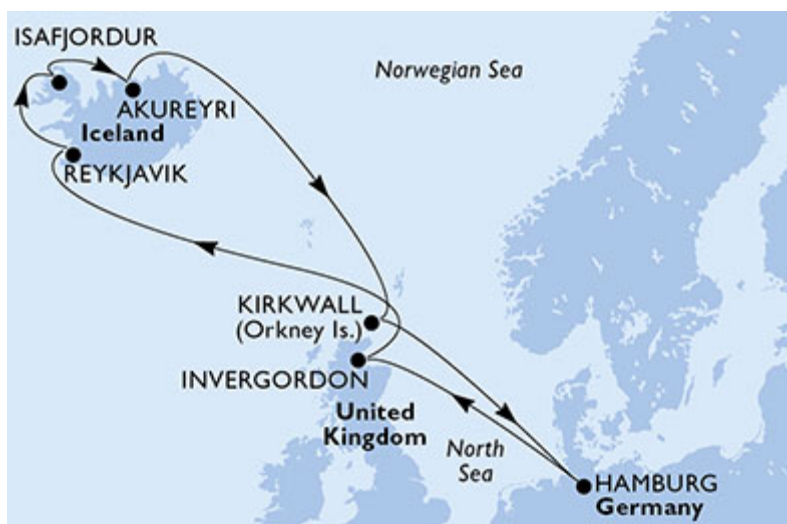 ISAFJORDUR
Norwegian Sea
AKUREYRI
Iceland
REYKJAVIK
KIRKWALL
(Orkney Is.)
INVERGORDON
United
Kingdom
North
Sea
HAMBURG
Germany